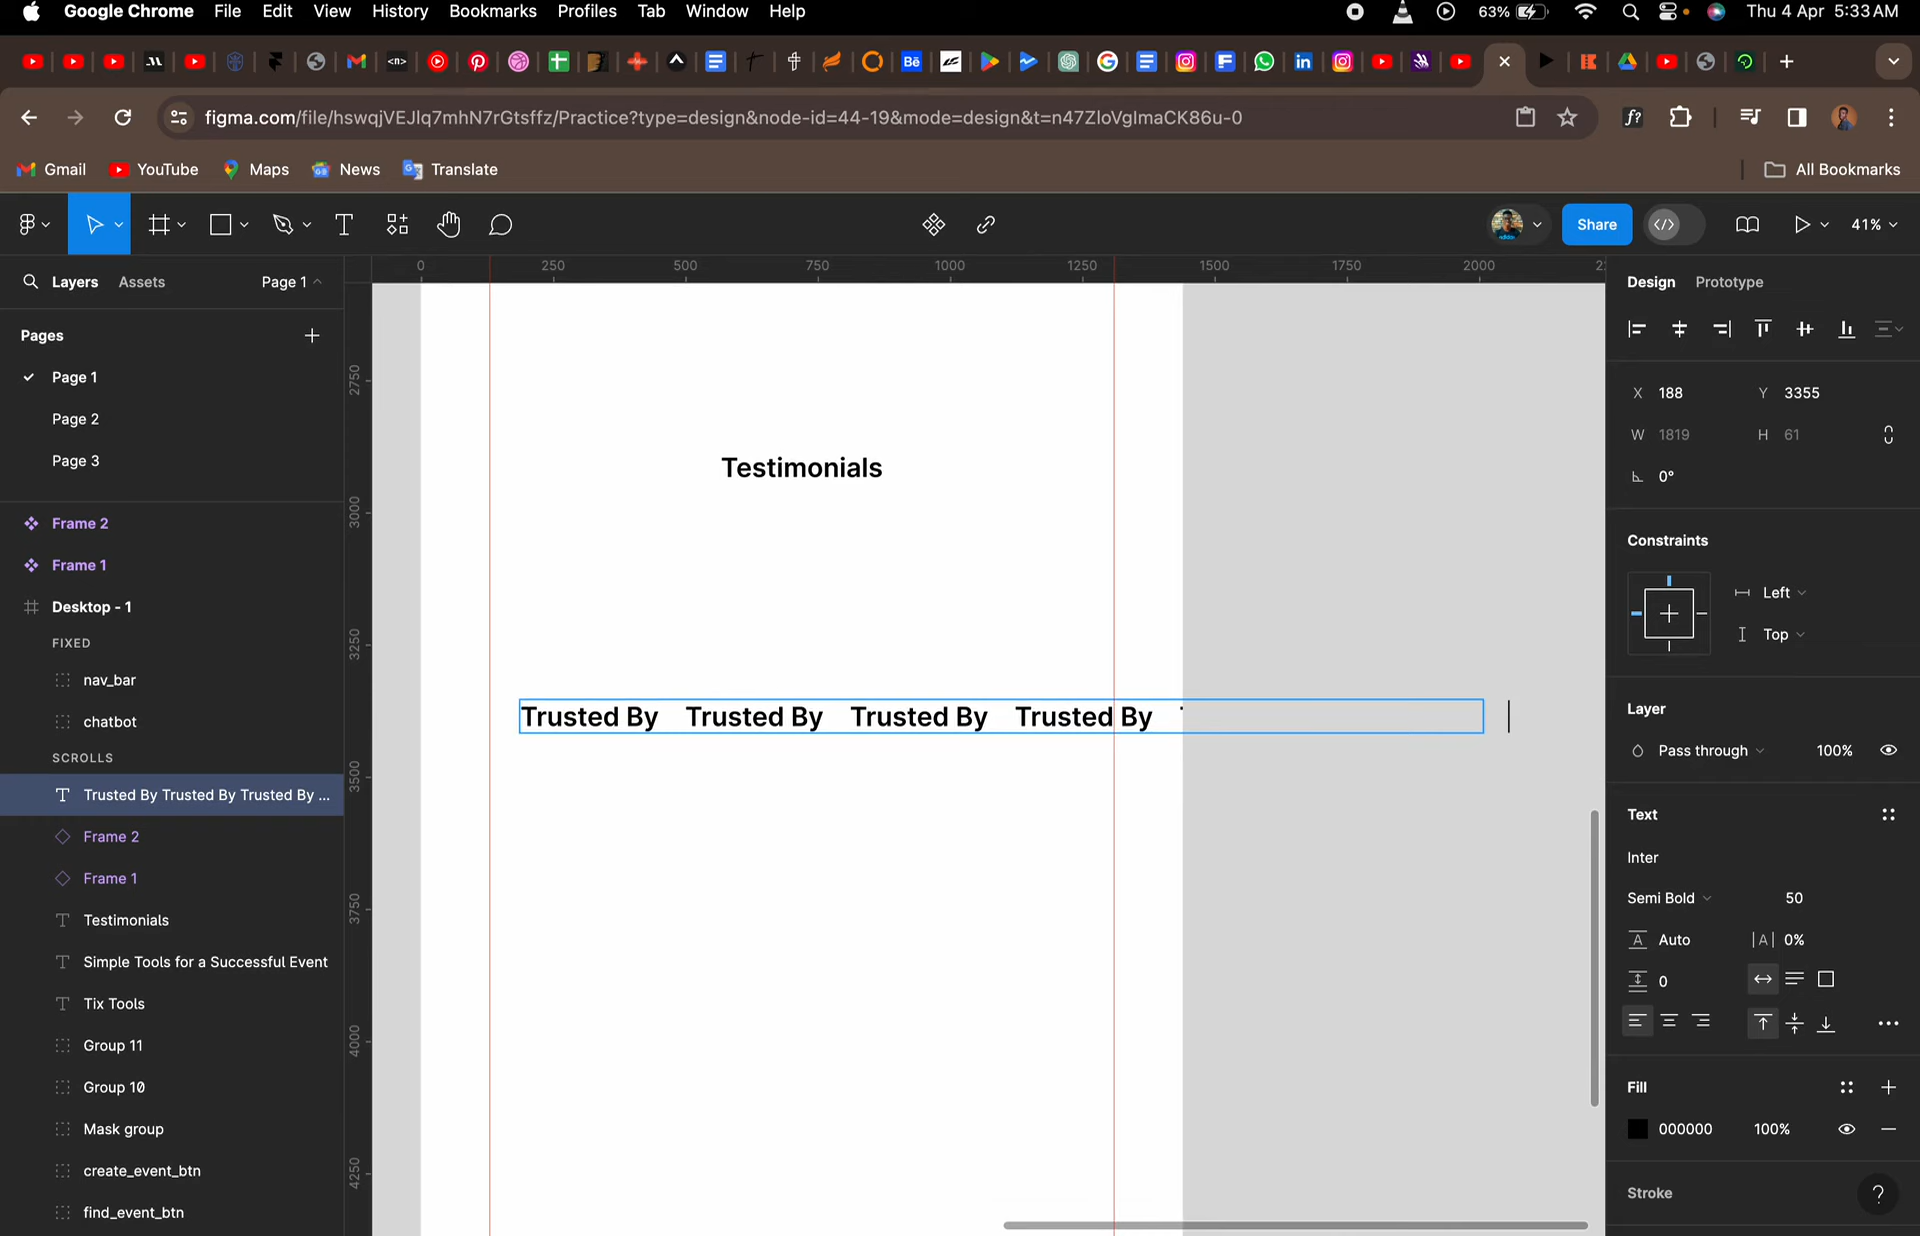 Google Chrome File Edit View History Bookmarks Profiles Tab Window Help 63% Thu 4 Apr 5:33 AM
figma.com/file/hswqjVEJlq7mhN7rGtsffz/Practice?type=design&node-id=44-19&mode=design&t=n47ZloVglmaCK86u-0
Gmail YouTube Maps News Translate All Bookmarks
Share 41%
Layers Assets Page 1
0 250 500 750 1000 1250 1500 1750 2000
Design Prototype
Pages
Page 1
Page 2
Page 3
Frame 2
Frame 1
Desktop - 1
FIXED
nav_bar
chatbot
SCROLLS
Trusted By Trusted By Trusted By ...
Frame 2
Frame 1
Testimonials
Simple Tools for a Successful Event
Tix Tools
Group 11
Group 10
Mask group
create_event_btn
find_event_btn
2750
3000
3250
3500
3750
4000
4250
Testimonials
Trusted By Trusted By Trusted By Trusted By
X 188 Y 3355
W 1819 H 61
0°
Constraints
Left
Top
Layer
Pass through 100%
Text
Inter
Semi Bold 50
Auto 0%
0
Fill
000000 100%
Stroke
?